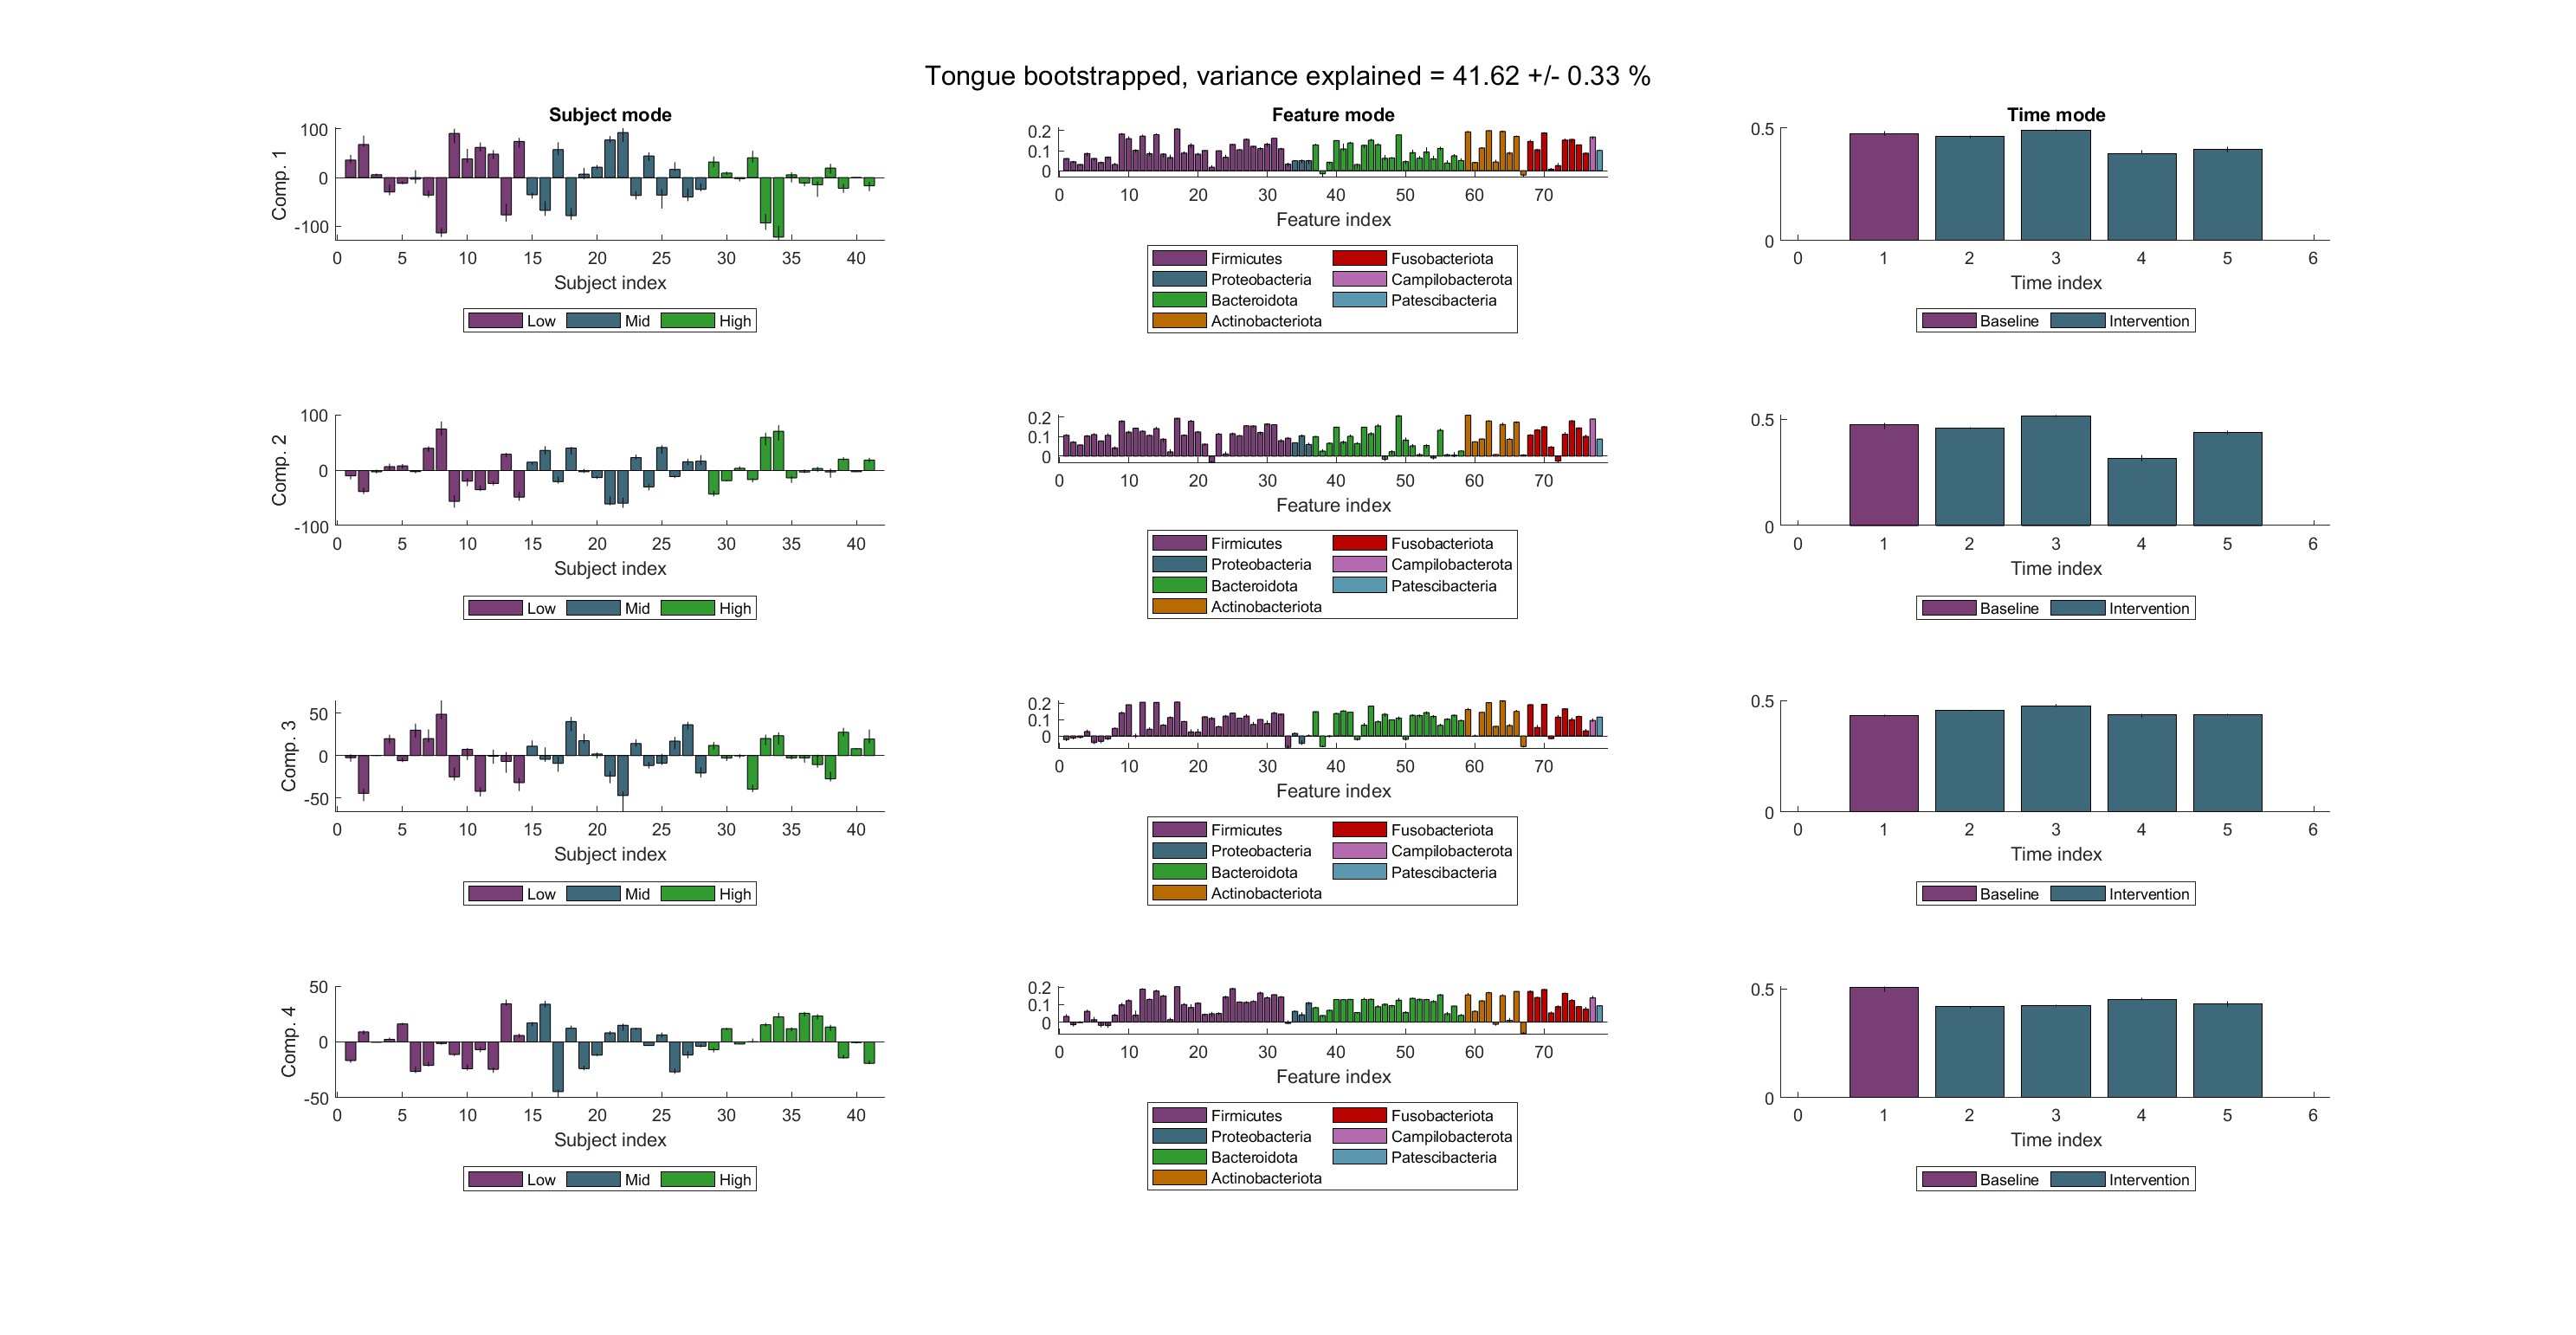 Tongue bootstrapped, variance explained = 41.62 +/- 0.33 %
Subject mode
Feature mode
Time mode
Comp. 1
100
0
-100
0 5 10 15 20 25 30 35 40
Subject index
Low Mid High
0.2
0.1
0
0 10 20 30 40 50 60 70
Feature index
Firmicutes Fusobacteriota
Proteobacteria Campilobacterota
Bacteroidota Patescibacteria
Actinobacteriota
0.5
0
0 1 2 3 4 5 6
Time index
Baseline Intervention
Comp. 2
100
0
-100
0 5 10 15 20 25 30 35 40
Subject index
Low Mid High
0.2
0.1
0
0 10 20 30 40 50 60 70
Feature index
Firmicutes Fusobacteriota
Proteobacteria Campilobacterota
Bacteroidota Patescibacteria
Actinobacteriota
0.5
0
0 1 2 3 4 5 6
Time index
Baseline Intervention
Comp. 3
50
0
-50
0 5 10 15 20 25 30 35 40
Subject index
Low Mid High
0.2
0.1
0
0 10 20 30 40 50 60 70
Feature index
Firmicutes Fusobacteriota
Proteobacteria Campilobacterota
Bacteroidota Patescibacteria
Actinobacteriota
0.5
0
0 1 2 3 4 5 6
Time index
Baseline Intervention
Comp. 4
50
0
-50
0 5 10 15 20 25 30 35 40
Subject index
Low Mid High
0.2
0.1
0
0 10 20 30 40 50 60 70
Feature index
Firmicutes Fusobacteriota
Proteobacteria Campilobacterota
Bacteroidota Patescibacteria
Actinobacteriota
0.5
0
0 1 2 3 4 5 6
Time index
Baseline Intervention